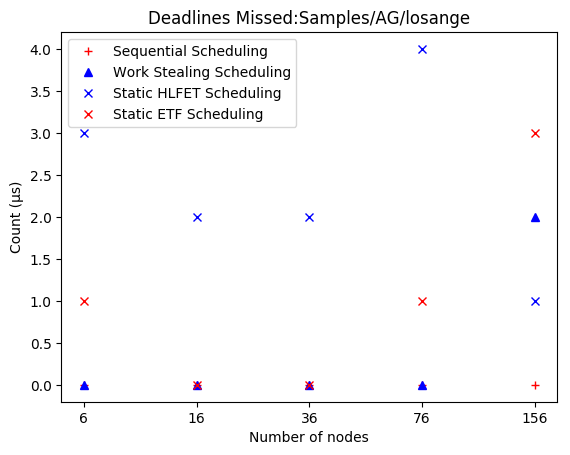 Deadlines Missed:Samples/AG/losange
Sequential Scheduling
Work Stealing Scheduling
Static HLFET Scheduling
Static ETF Scheduling
4.0
3.5
3.0
2.5
2.0
1.5
1.0
0.5
0.0
Count (µs)
6 16 36 76 156
Number of nodes